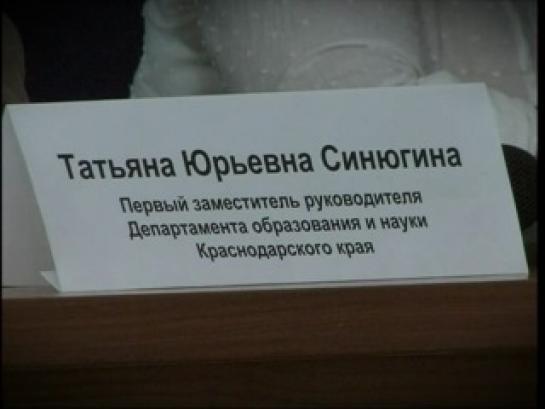 Татьяна Юрьевна Синюгина
Первый заместитель руководителя
Департамента образования и науки
Краснодарского края